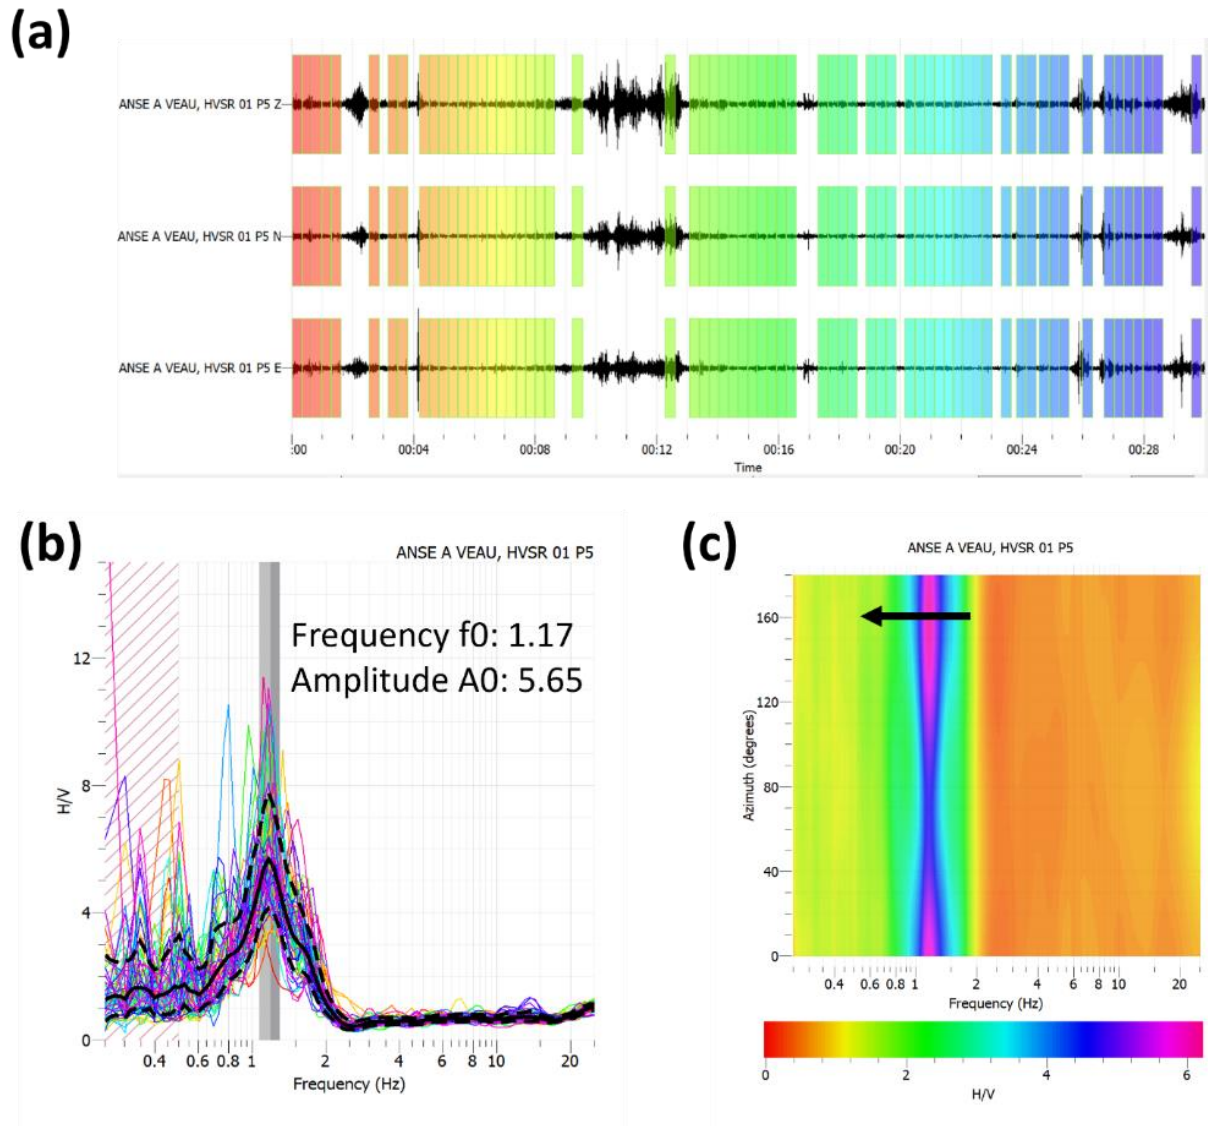 (a)
ANSE A VEAU, HVSR 01 P5 Z
ANSE A VEAU, HVSR 01 P5 N
ANSE A VEAU, HVSR 01 P5 E
:00 00:04 00:08 00:12 00:16 00:20 00:24 00:28
Time
(b)
ANSE A VEAU, HVSR 01 P5
Frequency f0: 1.17
Amplitude A0: 5.65
12
8
4
0
H/V
0.4 0.6 0.8 1 2 4 6 8 10 20
Frequency (Hz)
(c)
ANSE A VEAU, HVSR 01 P5
160
120
80
40
0
Azimuth (degrees)
0.4 0.6 0.8 1 2 4 6 8 10 20
Frequency (Hz)
0 2 4 6
H/V